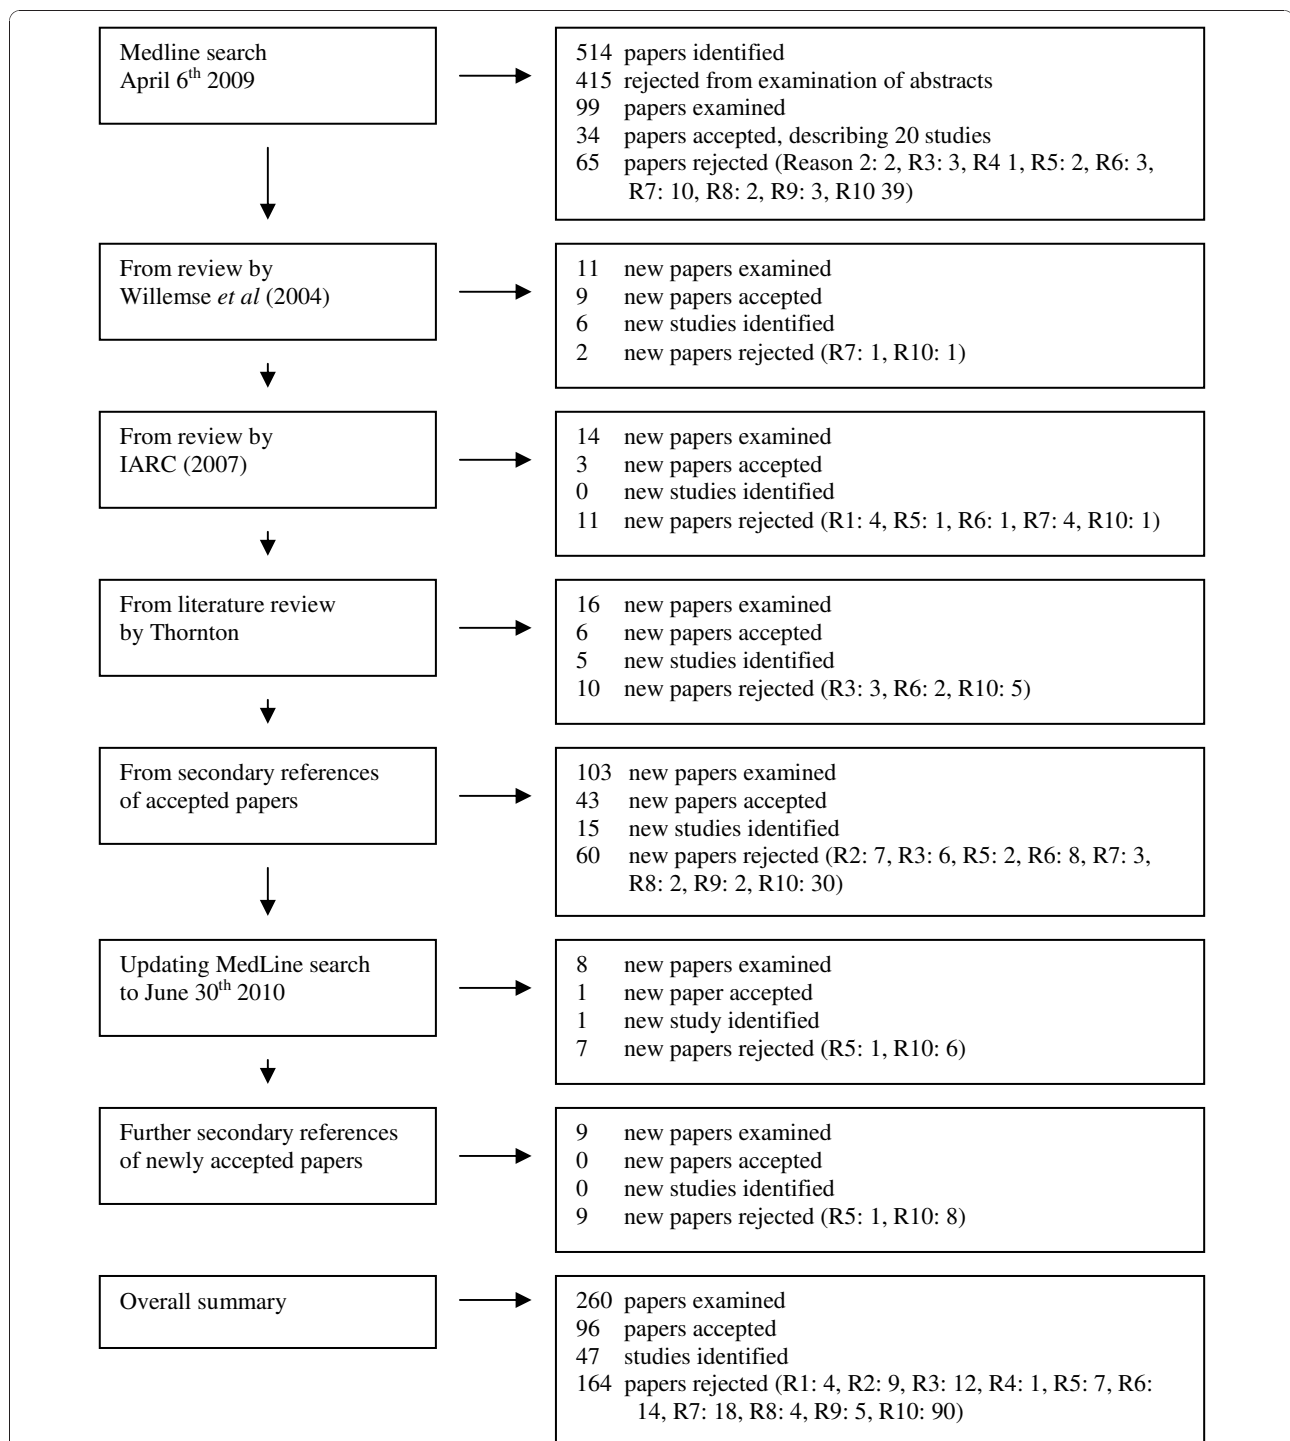 Medline search
April 6th 2009
514 papers identified
415 rejected from examination of abstracts
99 papers examined
34 papers accepted, describing 20 studies
65 papers rejected (Reason 2: 2, R3: 3, R4 1, R5: 2, R6: 3,
R7: 10, R8: 2, R9: 3, R10 39)
From review by
Willemse et al (2004)
11 new papers examined
9 new papers accepted
6 new studies identified
2 new papers rejected (R7: 1, R10: 1)
From review by
IARC (2007)
14 new papers examined
3 new papers accepted
0 new studies identified
11 new papers rejected (R1: 4, R5: 1, R6: 1, R7: 4, R10: 1)
From literature review
by Thornton
16 new papers examined
6 new papers accepted
5 new studies identified
10 new papers rejected (R3: 3, R6: 2, R10: 5)
From secondary references
of accepted papers
103 new papers examined
43 new papers accepted
15 new studies identified
60 new papers rejected (R2: 7, R3: 6, R5: 2, R6: 8, R7: 3,
R8: 2, R9: 2, R10: 30)
Updating MedLine search
to June 30th 2010
8 new papers examined
1 new paper accepted
1 new study identified
7 new papers rejected (R5: 1, R10: 6)
Further secondary references
of newly accepted papers
9 new papers examined
0 new papers accepted
0 new studies identified
9 new papers rejected (R5: 1, R10: 8)
Overall summary
260 papers examined
96 papers accepted
47 studies identified
164 papers rejected (R1: 4, R2: 9, R3: 12, R4: 1, R5: 7, R6:
14, R7: 18, R8: 4, R9: 5, R10: 90)